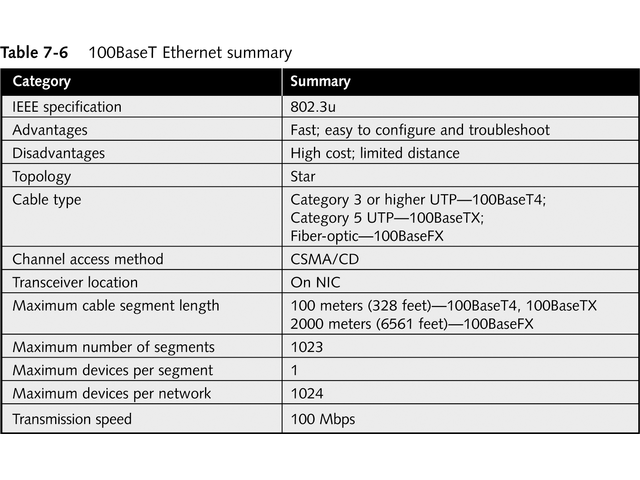 Table 7-6 100BaseT Ethernet summary
Category Summary
IEEE specification 802.3u
Advantages Fast; easy to configure and troubleshoot
Disadvantages High cost; limited distance
Topology Star
Cable type Category 3 or higher UTP—100BaseT4;
Category 5 UTP—100BaseTX;
Fiber-optic—100BaseFX
Channel access method CSMA/CD
Transceiver location On NIC
Maximum cable segment length 100 meters (328 feet)—100BaseT4, 100BaseTX
2000 meters (6561 feet)—100BaseFX
Maximum number of segments 1023
Maximum devices per segment 1
Maximum devices per network 1024
Transmission speed 100 Mbps